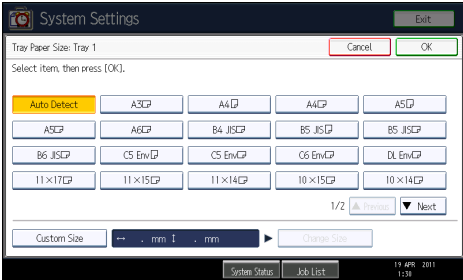 System Settings Exit
Tray Paper Size: Tray 1 Cancel OK
Select item, then press [OK].
Auto Detect A3 A4 A4 A5
A5 A6 B4 JIS B5 JIS B5 JIS
B6 JIS C5 Env C5 Env C6 Env DL Env
11×17 11×15 11×14 10×15 10×14
1/2 ▲ Previous ▼ Next
Custom Size ↔ . mm ↕ . mm ▶ Change Size
System Status Job List 19 APR 2011
1:30